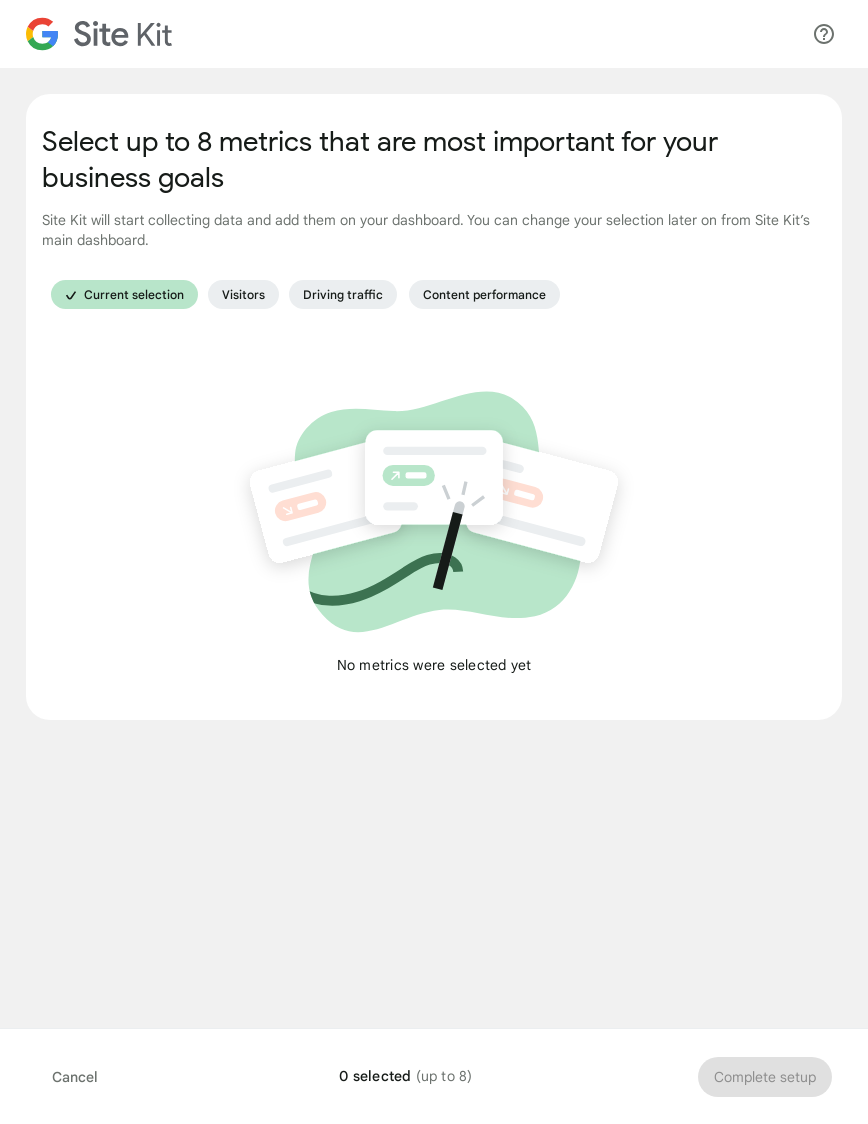 Site Kit
Select up to 8 metrics that are most important for your
business goals
Site Kit will start collecting data and add them on your dashboard. You can change your selection later on from Site Kit’s
main dashboard.
Current selection
Visitors
Driving traffic
Content performance
No metrics were selected yet
Cancel
0 selected (up to 8)
Complete setup